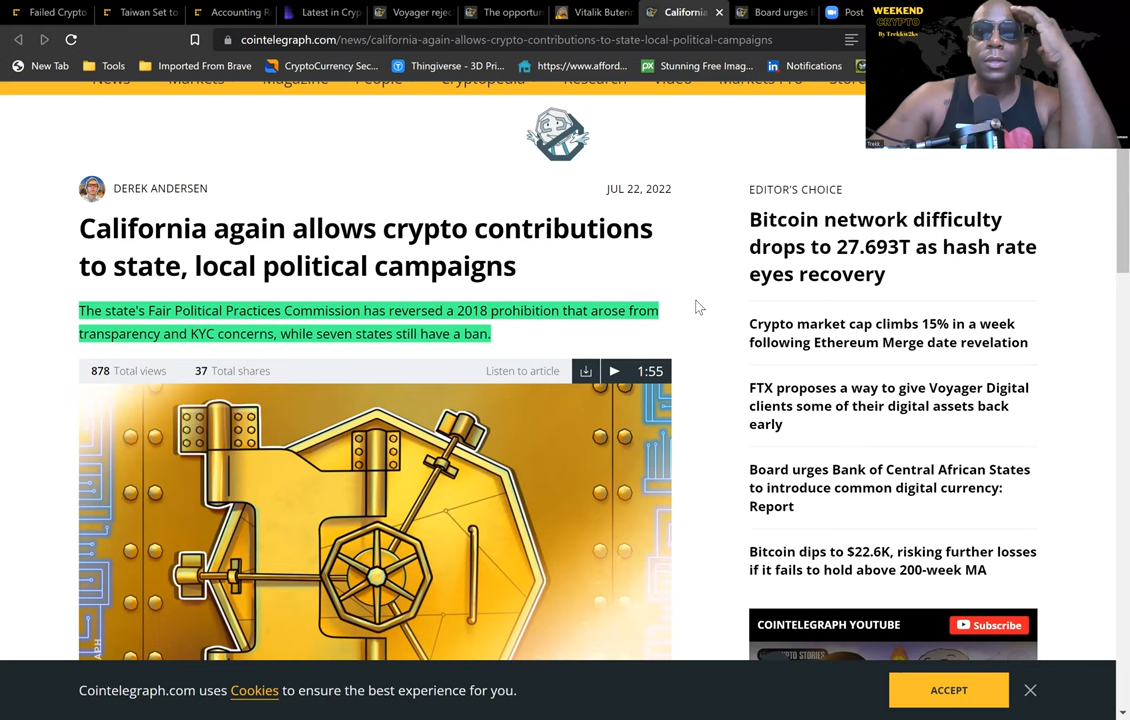 Failed Crypto
Taiwan Set to
Accounting R
Latest in Cryp
Voyager rejec
The opportun
Vitalik Buterin
California
Board urges B
Post
cointelegraph.com/news/california-again-allows-crypto-contributions-to-state-local-political-campaigns
New Tab
Tools
Imported From Brave
CryptoCurrency Sec...
Thingiverse - 3D Pri...
https://www.afford...
Stunning Free Imag...
Notifications
WEEKEND
CRYPTO
By Trekkin2ks
Trekk
News
Markets
Magazine
People
Cryptopedia
Research
Video
Markets Pro
Store
DEREK ANDERSEN
JUL 22, 2022
California again allows crypto contributions
to state, local political campaigns
The state's Fair Political Practices Commission has reversed a 2018 prohibition that arose from
transparency and KYC concerns, while seven states still have a ban.
878 Total views
37 Total shares
Listen to article
1:55
EDITOR'S CHOICE
Bitcoin network difficulty
drops to 27.693T as hash rate
eyes recovery
Crypto market cap climbs 15% in a week
following Ethereum Merge date revelation
FTX proposes a way to give Voyager Digital
clients some of their digital assets back
early
Board urges Bank of Central African States
to introduce common digital currency:
Report
Bitcoin dips to $22.6K, risking further losses
if it fails to hold above 200-week MA
COINTELEGRAPH YOUTUBE
Subscribe
Cointelegraph.com uses Cookies to ensure the best experience for you.
ACCEPT